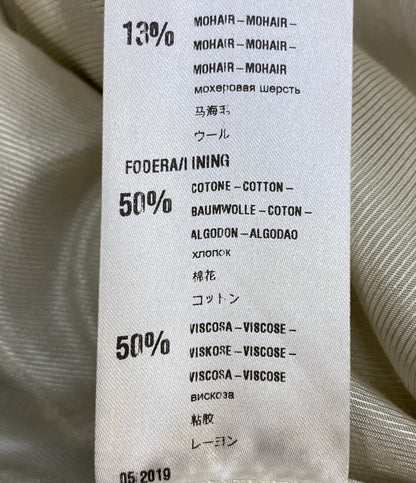 13% MOHAIR – MOHAIR –
MOHAIR – MOHAIR –
MOHAIR – MOHAIR
мохеровая шерсть
马海毛
ウール
FODERA/LINING
50% COTONE – COTTON –
BAUMWOLLE – COTON –
ALGODON – ALGODAO
хлопок
棉花
コットン
50% VISCOSA – VISCOSE –
VISKOSE – VISCOSE –
VISCOSA – VISCOSE
вискоза
粘胶
レーヨン
05 2019